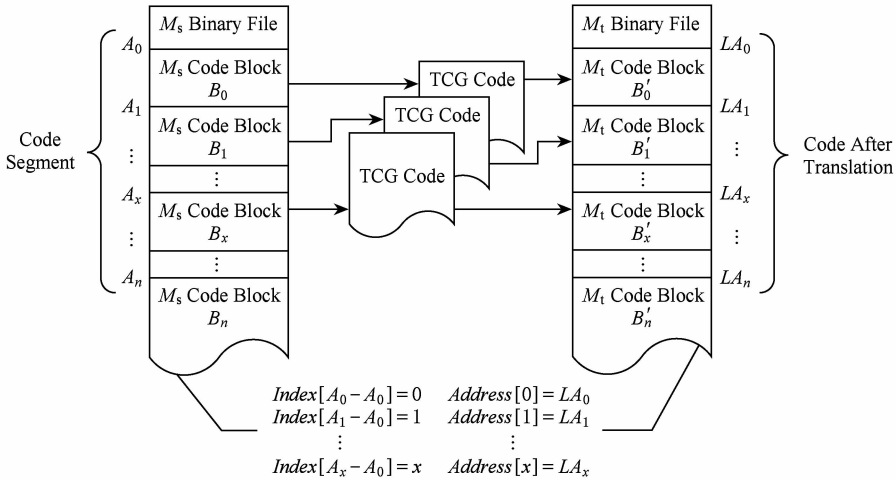 Mₛ Binary File
A₀
Mₛ Code Block
B₀
A₁
Mₛ Code Block
B₁
⋮
⋮
Aₓ
Mₛ Code Block
Bₓ
⋮
⋮
Aₙ
Mₛ Code Block
Bₙ
Code
Segment
TCG Code
TCG Code
TCG Code
Mₜ Binary File
LA₀
Mₜ Code Block
B₀′
LA₁
Mₜ Code Block
B₁′
⋮
⋮
LAₓ
Mₜ Code Block
Bₓ′
⋮
⋮
LAₙ
Mₜ Code Block
Bₙ′
Code After
Translation
Index[A₀−A₀]=0 Address[0]=LA₀
Index[A₁−A₀]=1 Address[1]=LA₁
⋮ ⋮
Index[Aₓ−A₀]=x Address[x]=LAₓ